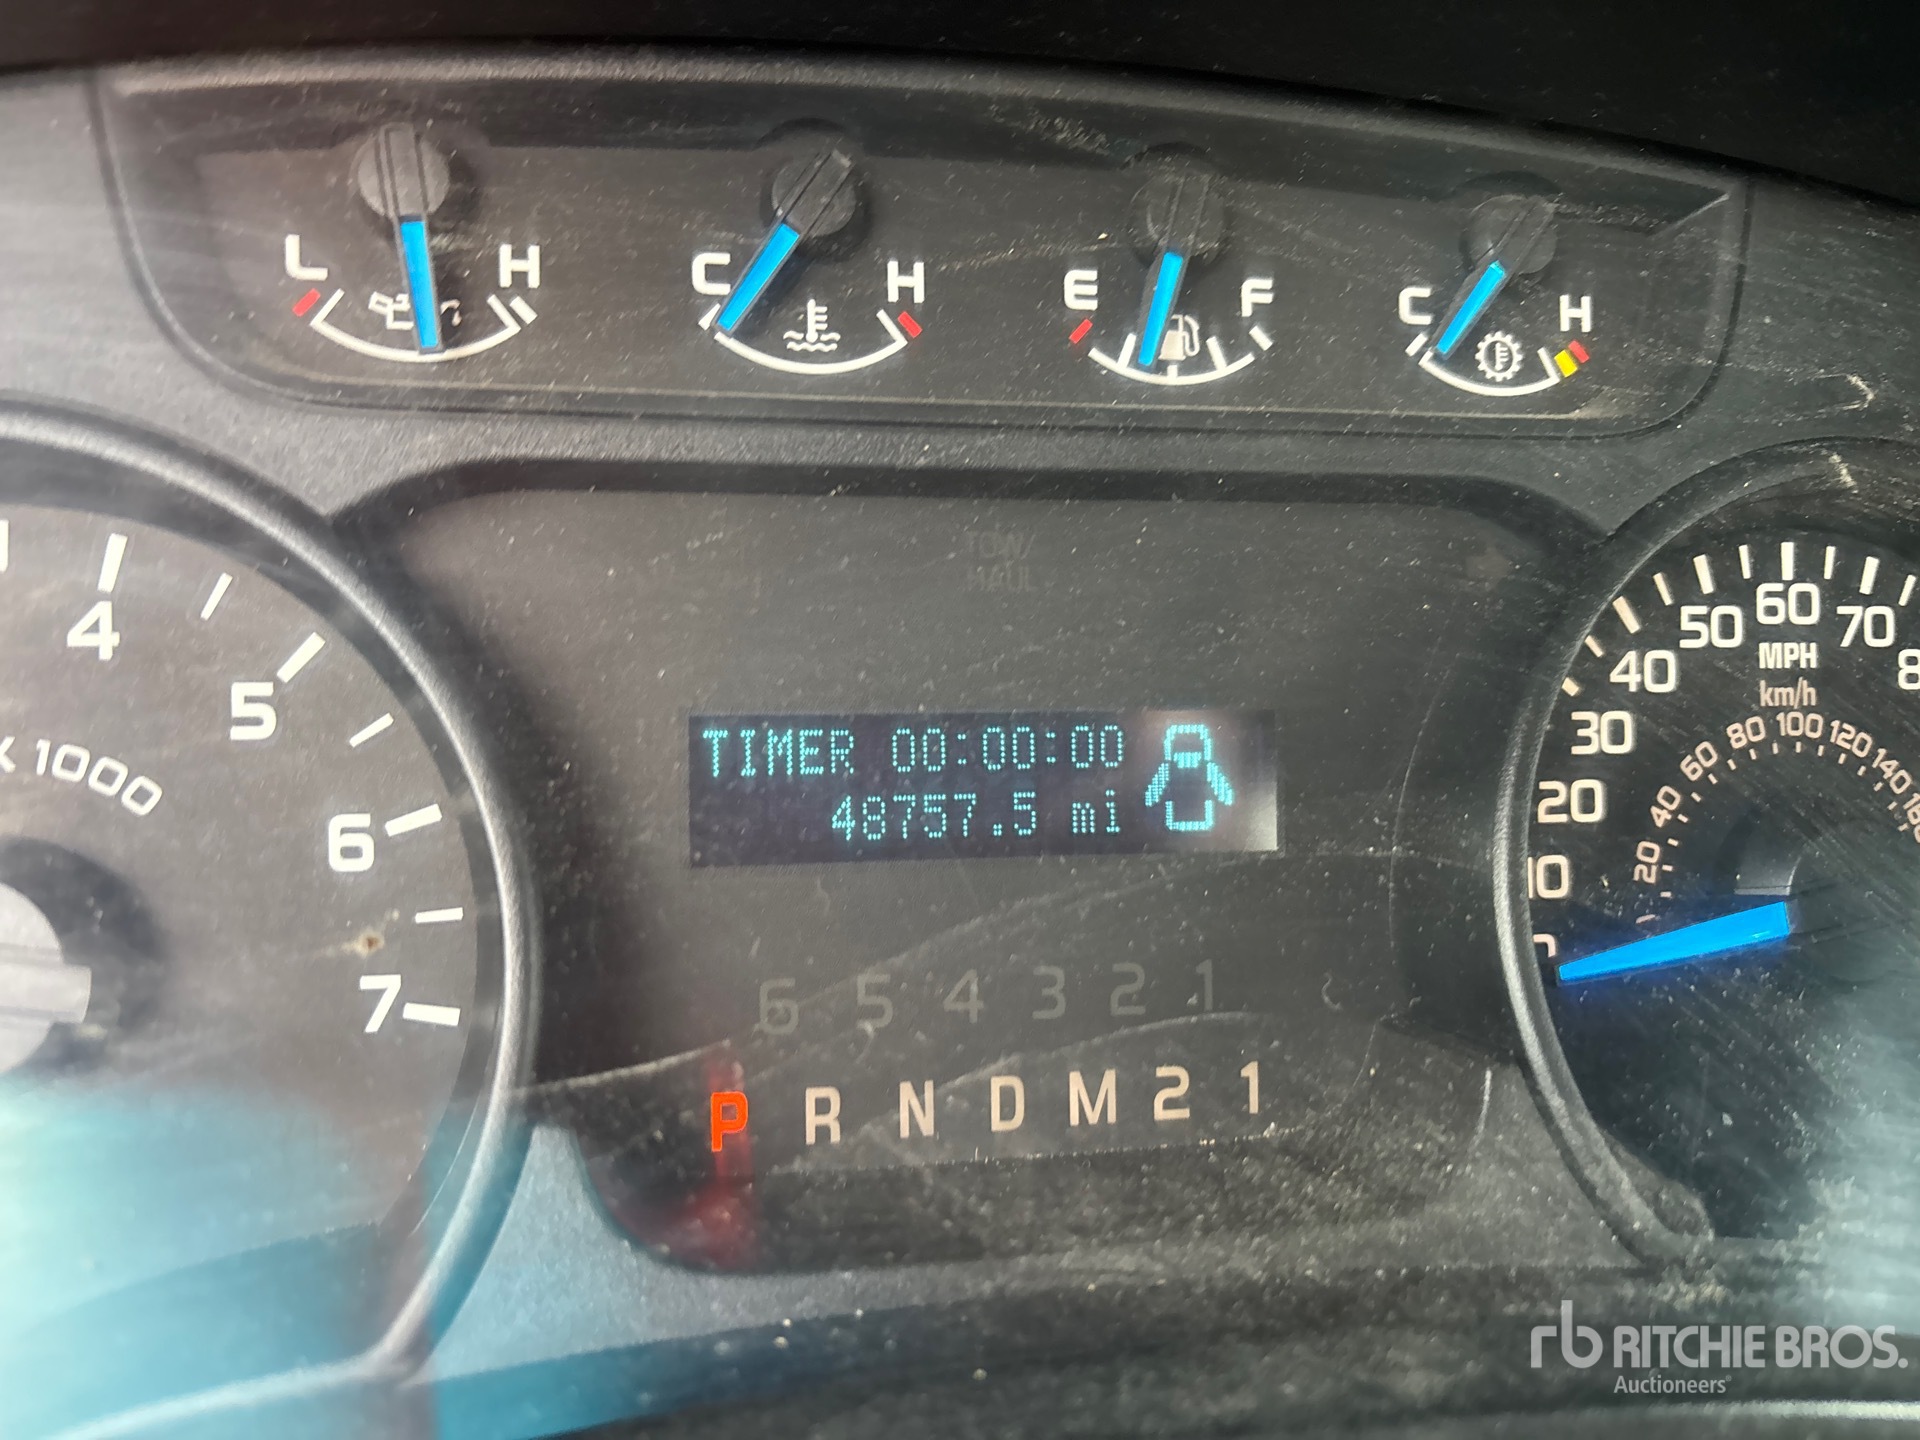 L H
C H
E F
C H
TOW/
HAUL
4
5
6
7
x 1000
TIMER 00:00:00
48757.5 mi
6 5 4 3 2 1
P R N D M 2 1
10 20 30 40 50 60 70
MPH
km/h
20 40 60 80 100 120 140
rb RITCHIE BROS.
Auctioneers